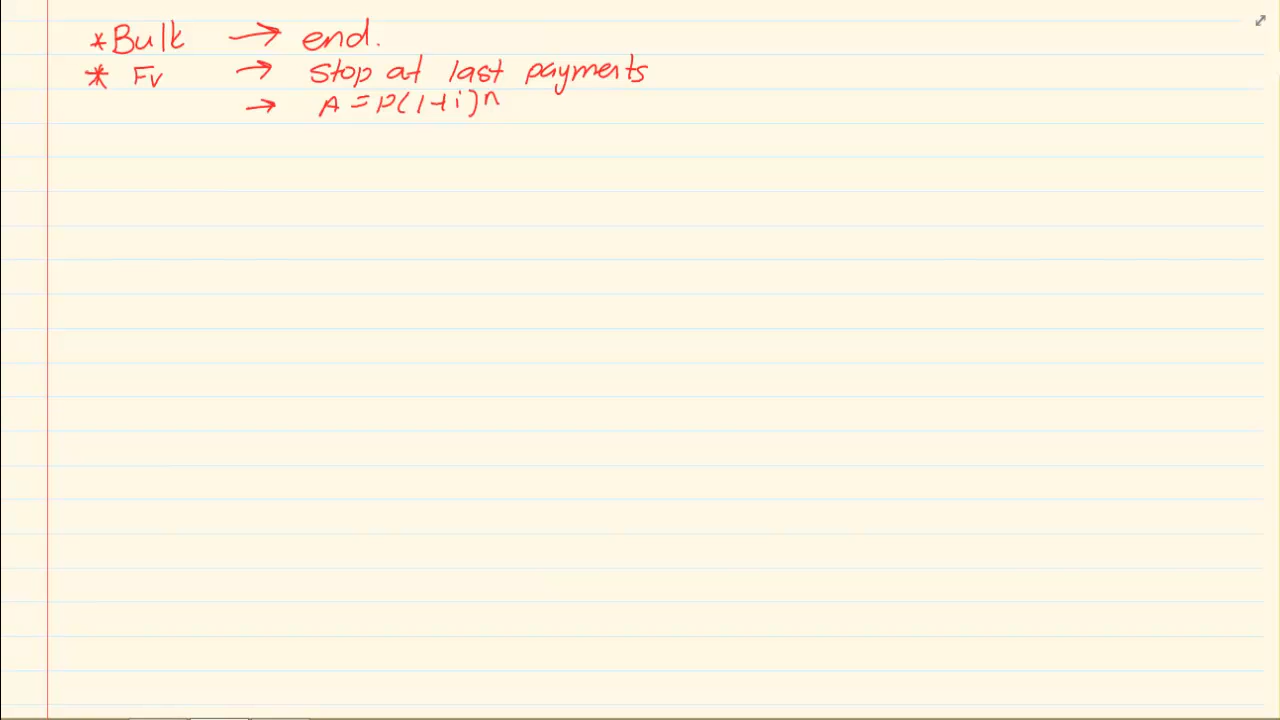 *Bulk → end.
* Fv → Stop at last payments
→ A = P(1+i)^n